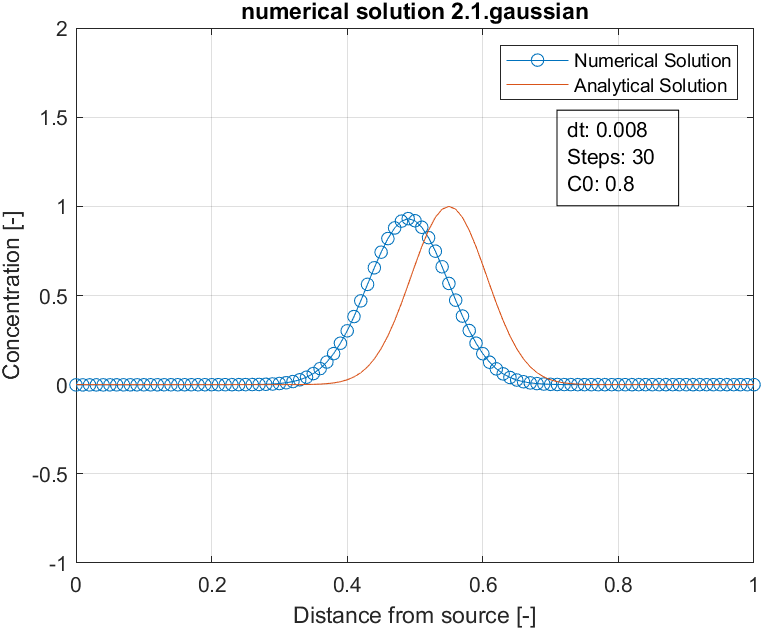 numerical solution 2.1.gaussian
2
1.5
1
0.5
0
-0.5
-1
Concentration [-]
Numerical Solution
Analytical Solution
dt: 0.008
Steps: 30
C0: 0.8
0 0.2 0.4 0.6 0.8 1
Distance from source [-]